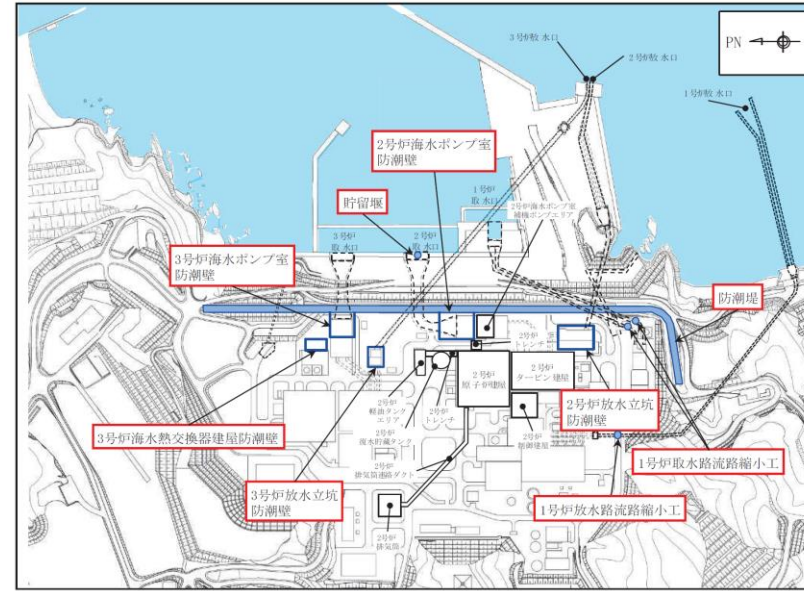 PN
3号炉放水口
2号炉放水口
1号炉放水口
2号炉海水ポンプ室
防潮壁
1号炉
取水口
2号炉海水ポンプ室
補機ポンプエリア
貯留堰
3号炉
取水口
2号炉
取水口
3号炉海水ポンプ室
防潮壁
防潮堤
2号炉
トレンチ
2号炉
原子炉建屋
2号炉
タービン建屋
2号炉
軽油タンク
エリア
2号炉
トレンチ
2号炉放水立坑
防潮壁
3号炉海水熱交換器建屋防潮壁
2号炉
復水貯蔵タンク
2号炉
制御建屋
2号炉
排気筒連絡ダクト
1号炉取水路流路縮小工
3号炉放水立坑
防潮壁
1号炉放水路流路縮小工
2号炉
排気筒